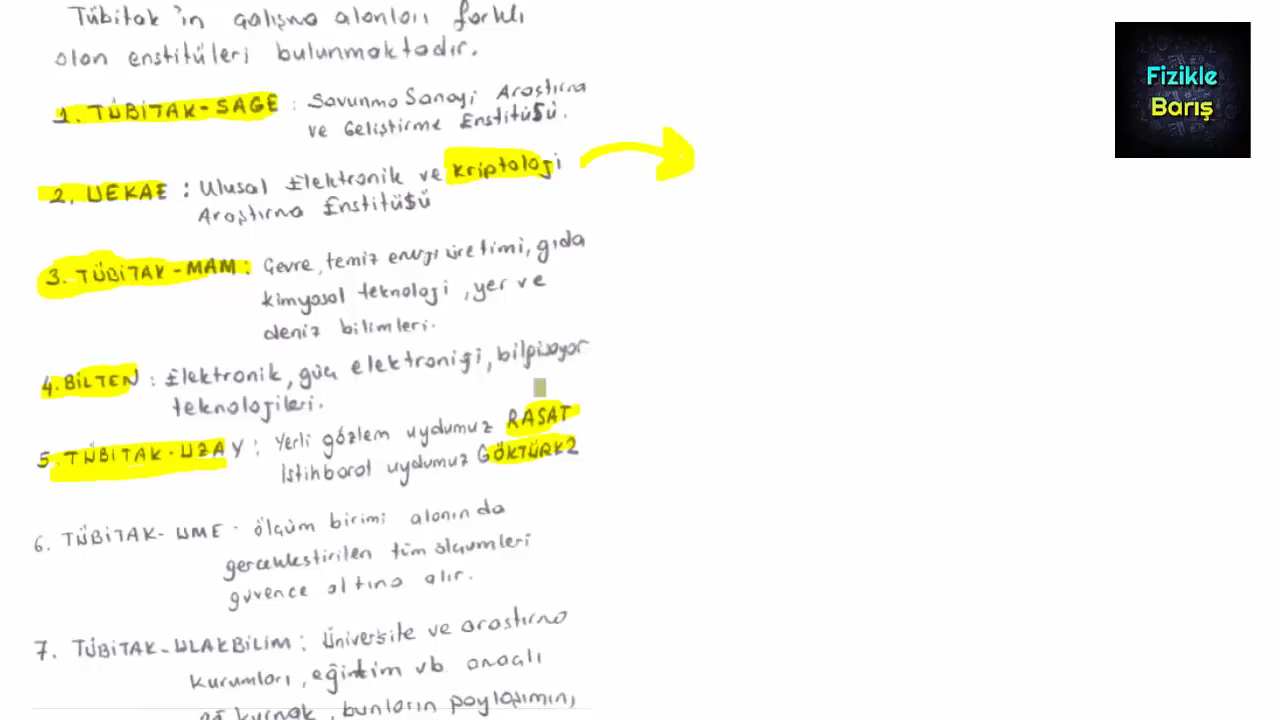 Tübitak'in çalışma alanları farklı
olan enstitüleri bulunmaktadır.
1. TÜBİTAK-SAGE : Savunma Sanayi Araştırma
ve Geliştirme Enstitüsü.
2. UEKAE : Ulusal Elektronik ve kriptoloji
Araştırma Enstitüsü
3. TÜBİTAK-MAM : Çevre, temiz enerji üretimi, gıda
kimyasal teknoloji, yer ve
deniz bilimleri.
4. BİLTEN : Elektronik, güç elektroniği, bilgisayar
teknolojileri.
5. TÜBİTAK-UZAY : Yerli gözlem uydumuz RASAT
İstihbarat uydumuz GÖKTÜRK2
6. TÜBİTAK-UME : ölçüm birimi alanında
gerçekleştirilen tüm ölçümleri
güvence altına alır.
7. TÜBİTAK-ULAKBİLİM : Üniversite ve araştırma
kurumları, eğitim vb. amaçlı
ağ kurmak, bunların paylaşımını,
Fizikle
Barış